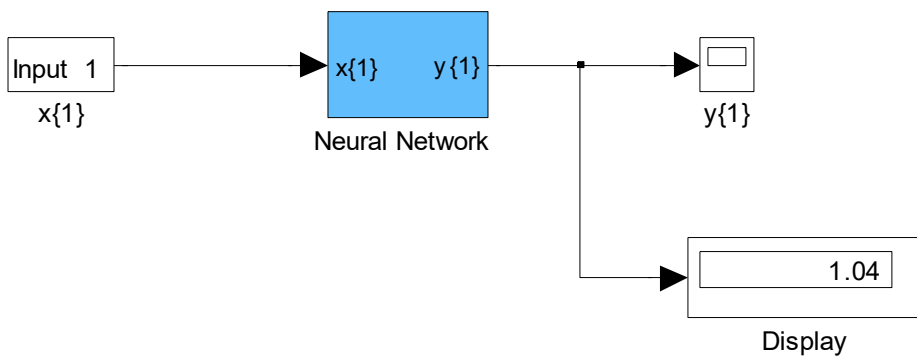 Input 1
x{1}
x{1}
y{1}
Neural Network
y{1}
1.04
Display